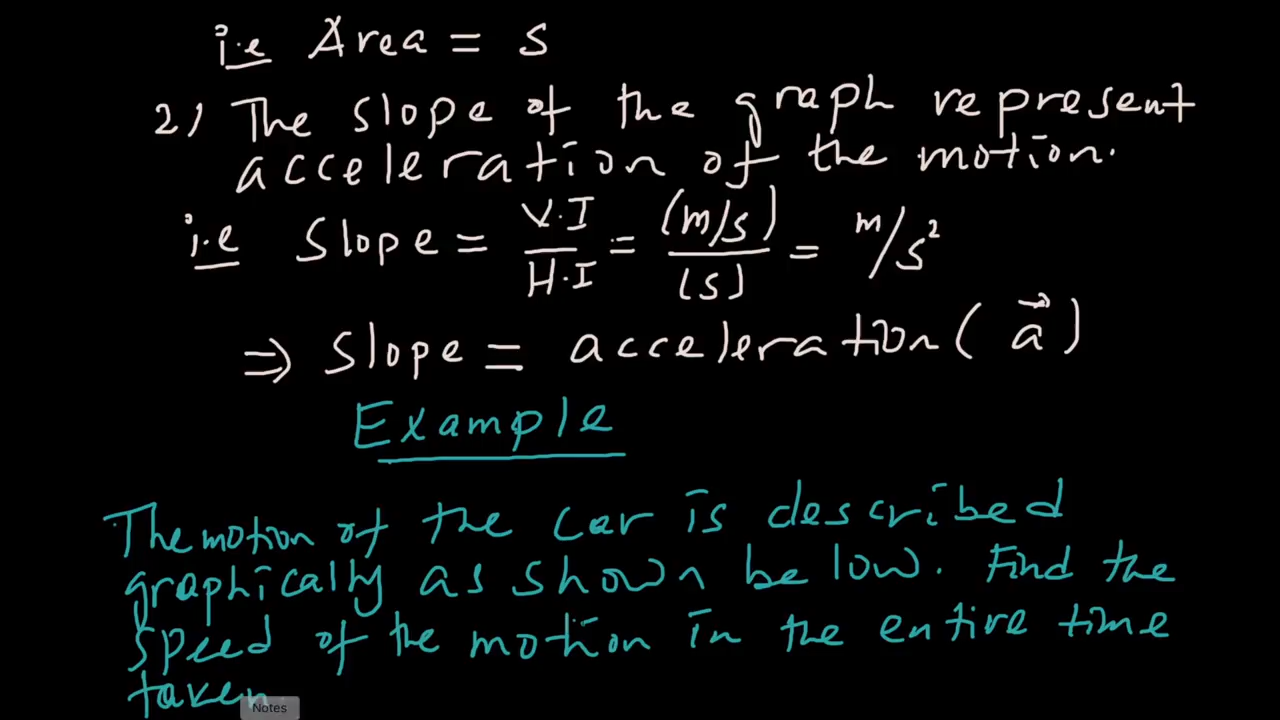 i.e Area = s
2) The slope of the graph represent
acceleration of the motion.
i.e Slope = V.I/H.I = (m/s)/(s) = m/s²
⇒ Slope = acceleration (a⃗)
Example
The motion of the car is described
graphically as shown below. Find the
speed of the motion in the entire time
taken
Notes